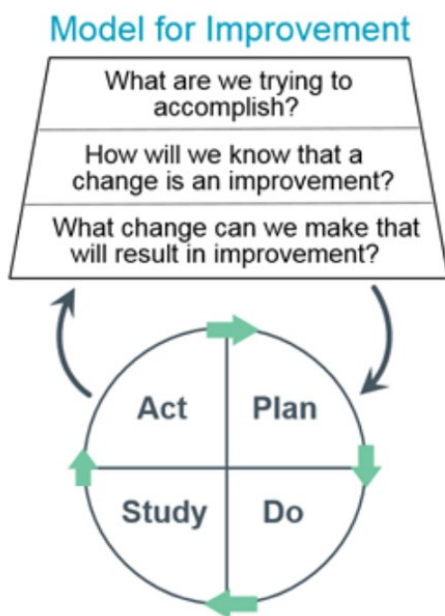 Model for Improvement
What are we trying to
accomplish?
How will we know that a
change is an improvement?
What change can we make that
will result in improvement?
Act
Plan
Study
Do